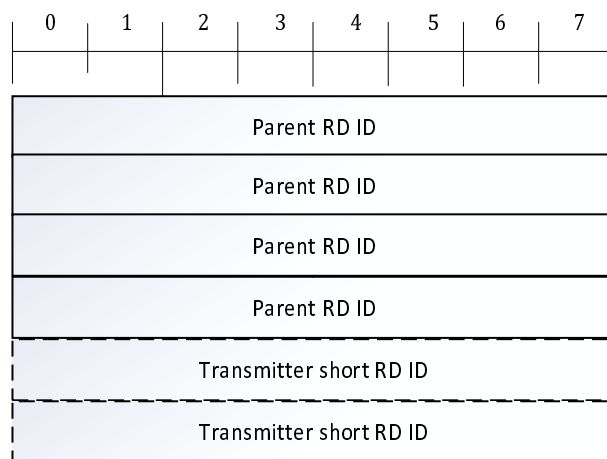 0 1 2 3 4 5 6 7
Parent RD ID
Parent RD ID
Parent RD ID
Parent RD ID
Transmitter short RD ID
Transmitter short RD ID